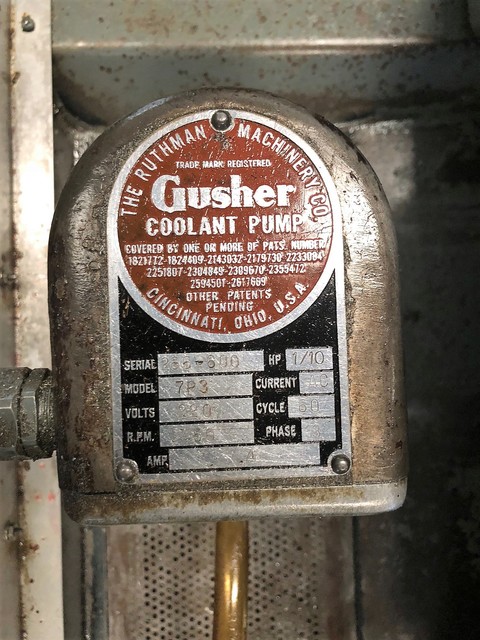 THE RUTHMAN MACHINERY CO.
TRADE MARK REGISTERED
Gusher
COOLANT PUMP
COVERED BY ONE OR MORE OF PATS. NUMBER
1821772-1824409-2143032-2179730-2233084
2251807-2304849-2309670-2355472
2594501-2617669
OTHER PATENTS
PENDING
CINCINNATI, OHIO, U.S.A.
SERIAL HP 1/10
MODEL 7P3 CURRENT
VOLTS CYCLE 60
R.P.M. PHASE
AMP. .4